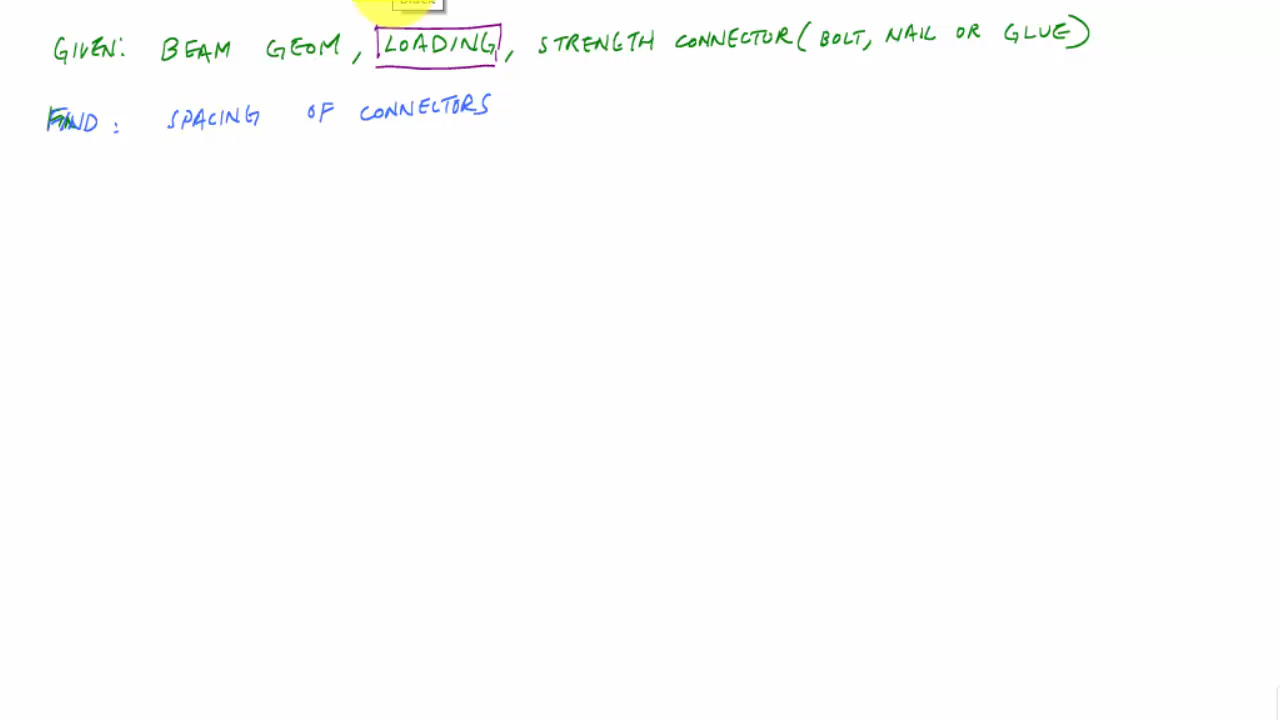 GIVEN: BEAM GEOM, LOADING, STRENGTH CONNECTOR (BOLT, NAIL OR GLUE)
FIND: SPACING OF CONNECTORS